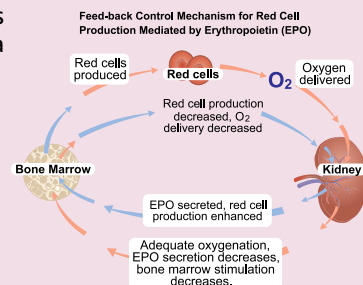 s
a
Feed-back Control Mechanism for Red Cell
Production Mediated by Erythropoietin (EPO)
Red cells
produced
Red cells
O₂
Oxygen
delivered
Red cell production
decreased, O₂
delivery decreased
Bone Marrow
Kidney
EPO secreted, red cell
production enhanced
Adequate oxygenation,
EPO secretion decreases,
bone marrow stimulation
decreases.